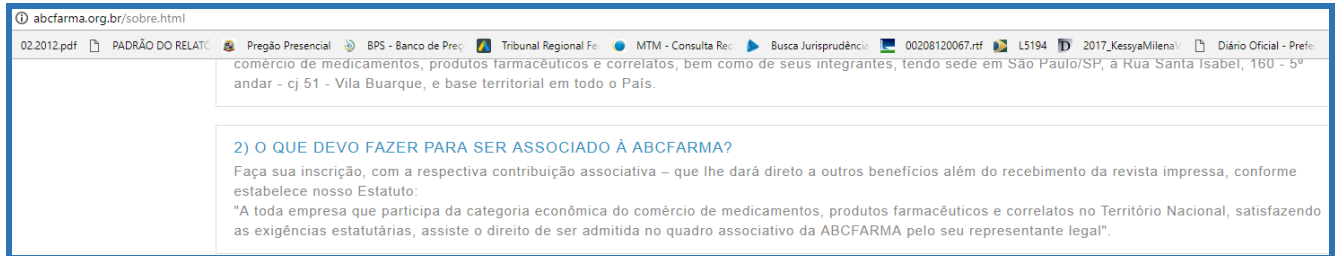 abcfarma.org.br/sobre.html
02.2012.pdf PADRÃO DO RELATÓ Pregão Presencial BPS - Banco de Preç Tribunal Regional Fe MTM - Consulta Rec Busca Jurisprudência 00208120067.rtf L5194 2017_KessyaMilenaV Diário Oficial - Prefe
comércio de medicamentos, produtos farmacêuticos e correlatos, bem como de seus integrantes, tendo sede em São Paulo/SP, à Rua Santa Isabel, 160 - 5º
andar - cj 51 - Vila Buarque, e base territorial em todo o País.
2) O QUE DEVO FAZER PARA SER ASSOCIADO À ABCFARMA?
Faça sua inscrição, com a respectiva contribuição associativa – que lhe dará direto a outros benefícios além do recebimento da revista impressa, conforme
estabelece nosso Estatuto:
"A toda empresa que participa da categoria econômica do comércio de medicamentos, produtos farmacêuticos e correlatos no Território Nacional, satisfazendo
as exigências estatutárias, assiste o direito de ser admitida no quadro associativo da ABCFARMA pelo seu representante legal".